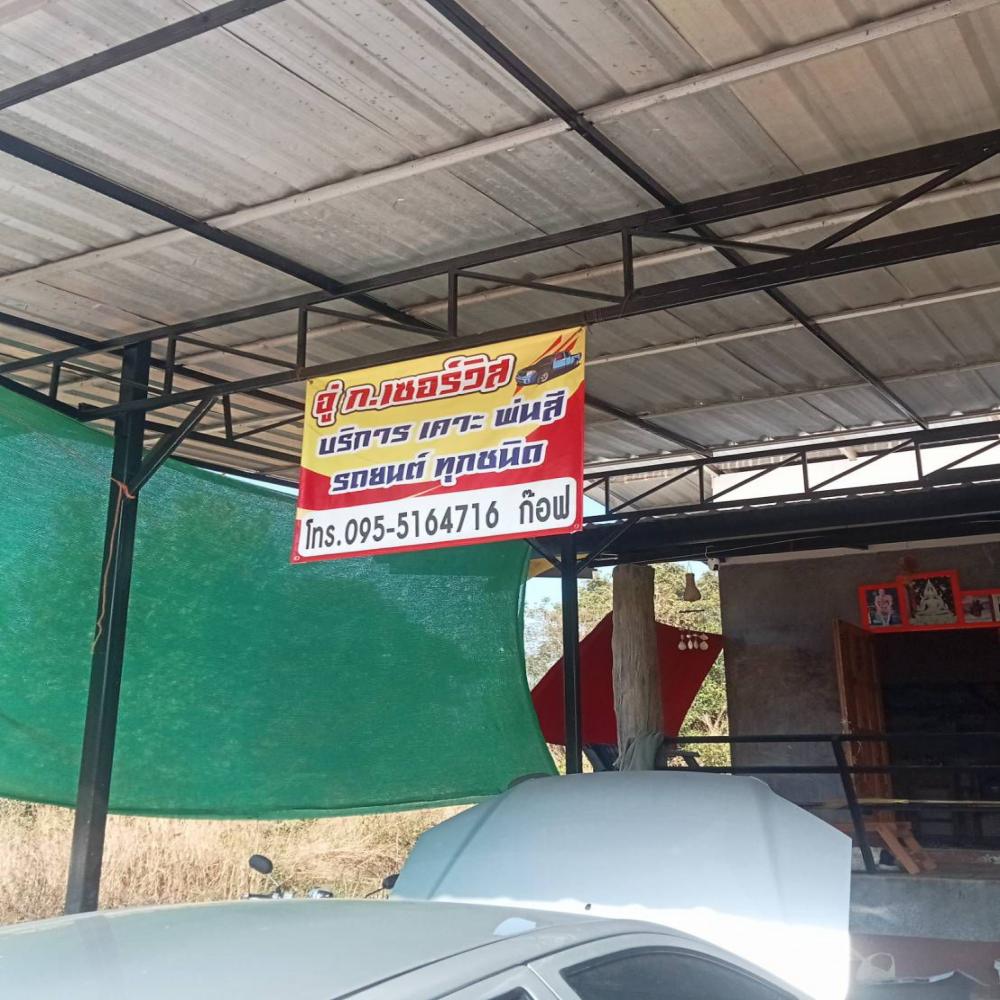 อู่ ก.เซอร์วิส
บริการ เคาะ พ่นสี
รถยนต์ ทุกชนิด
โทร.095-5164716 ก๊อฟ